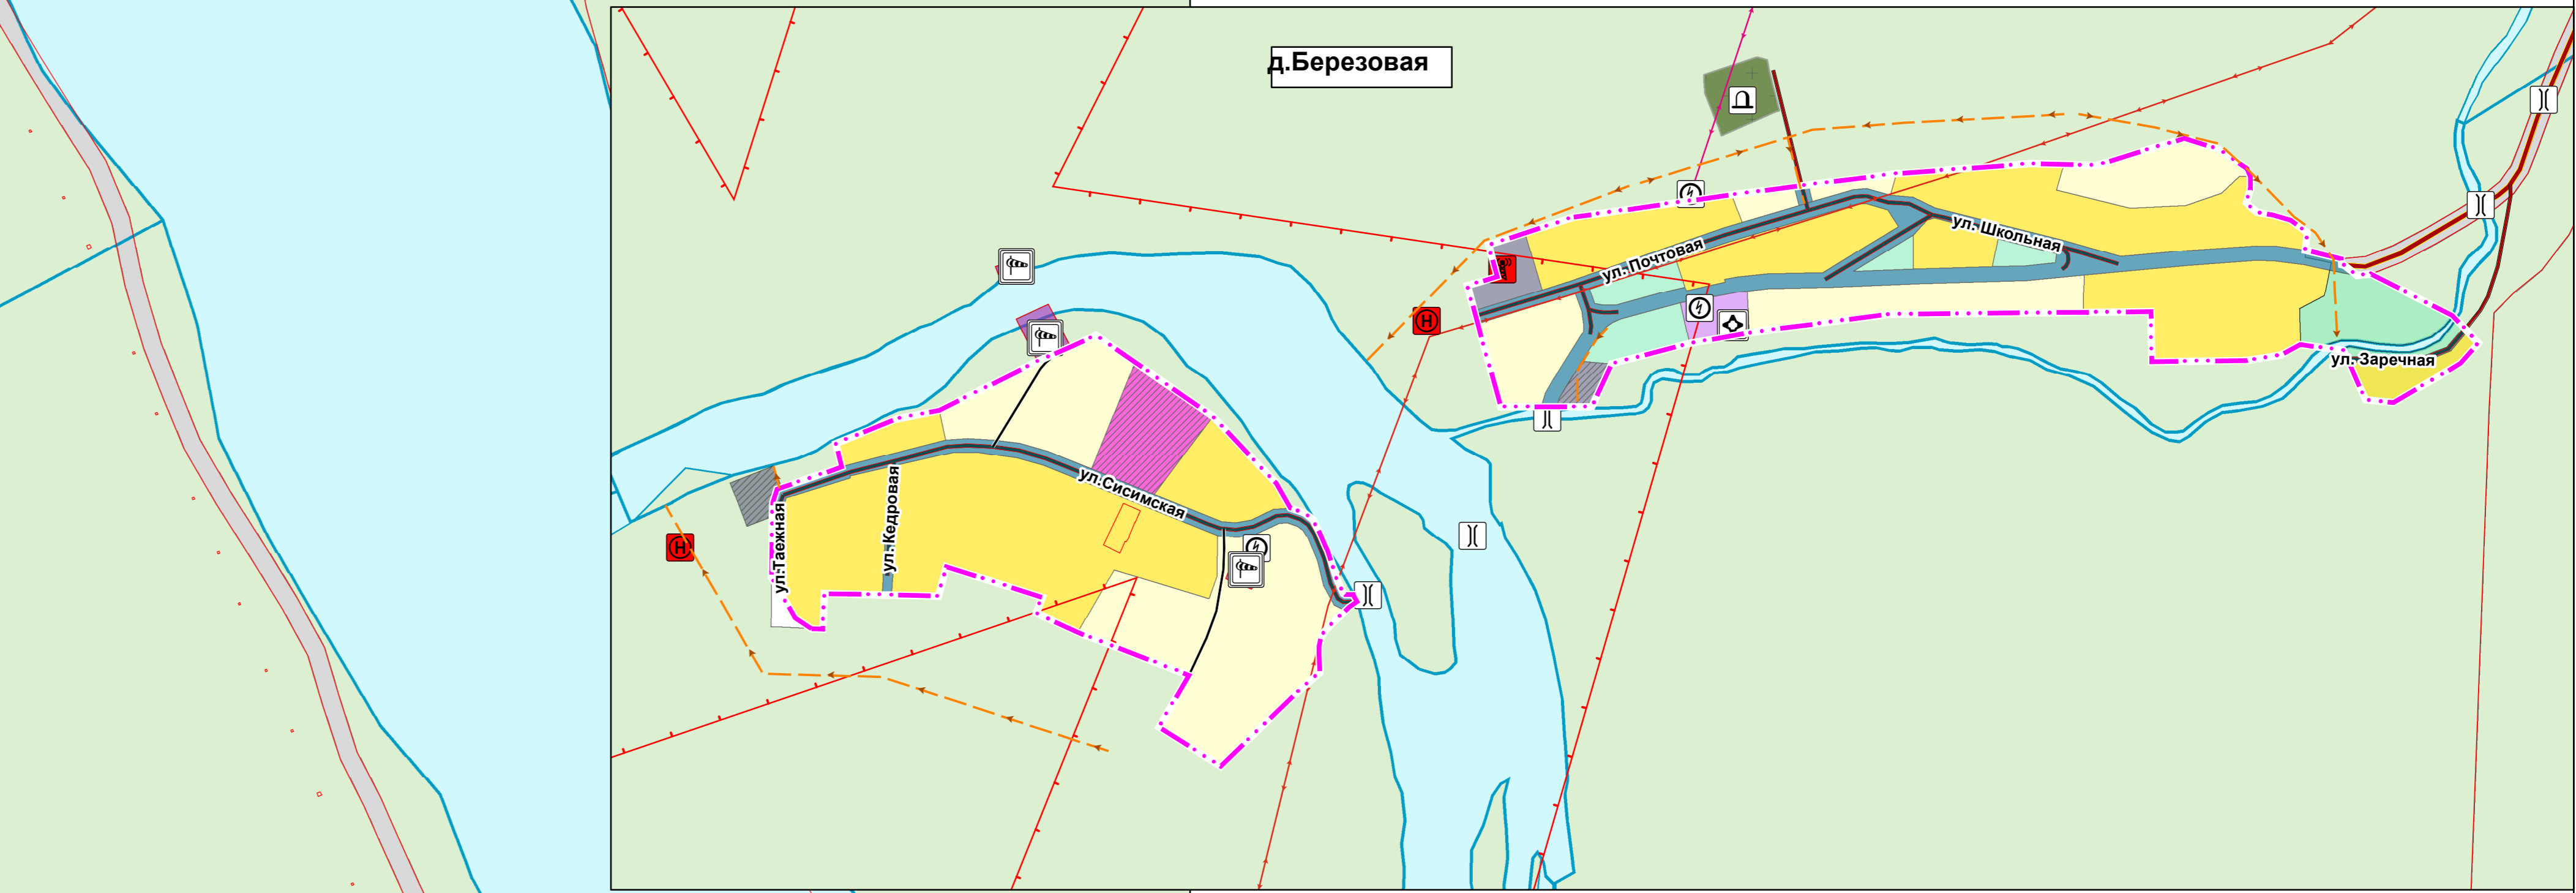 д.Березовая
ул. Почтовая
ул. Школьная
ул. Заречная
ул.Сисимская
ул. Кедровая
ул.Таежная
H
H